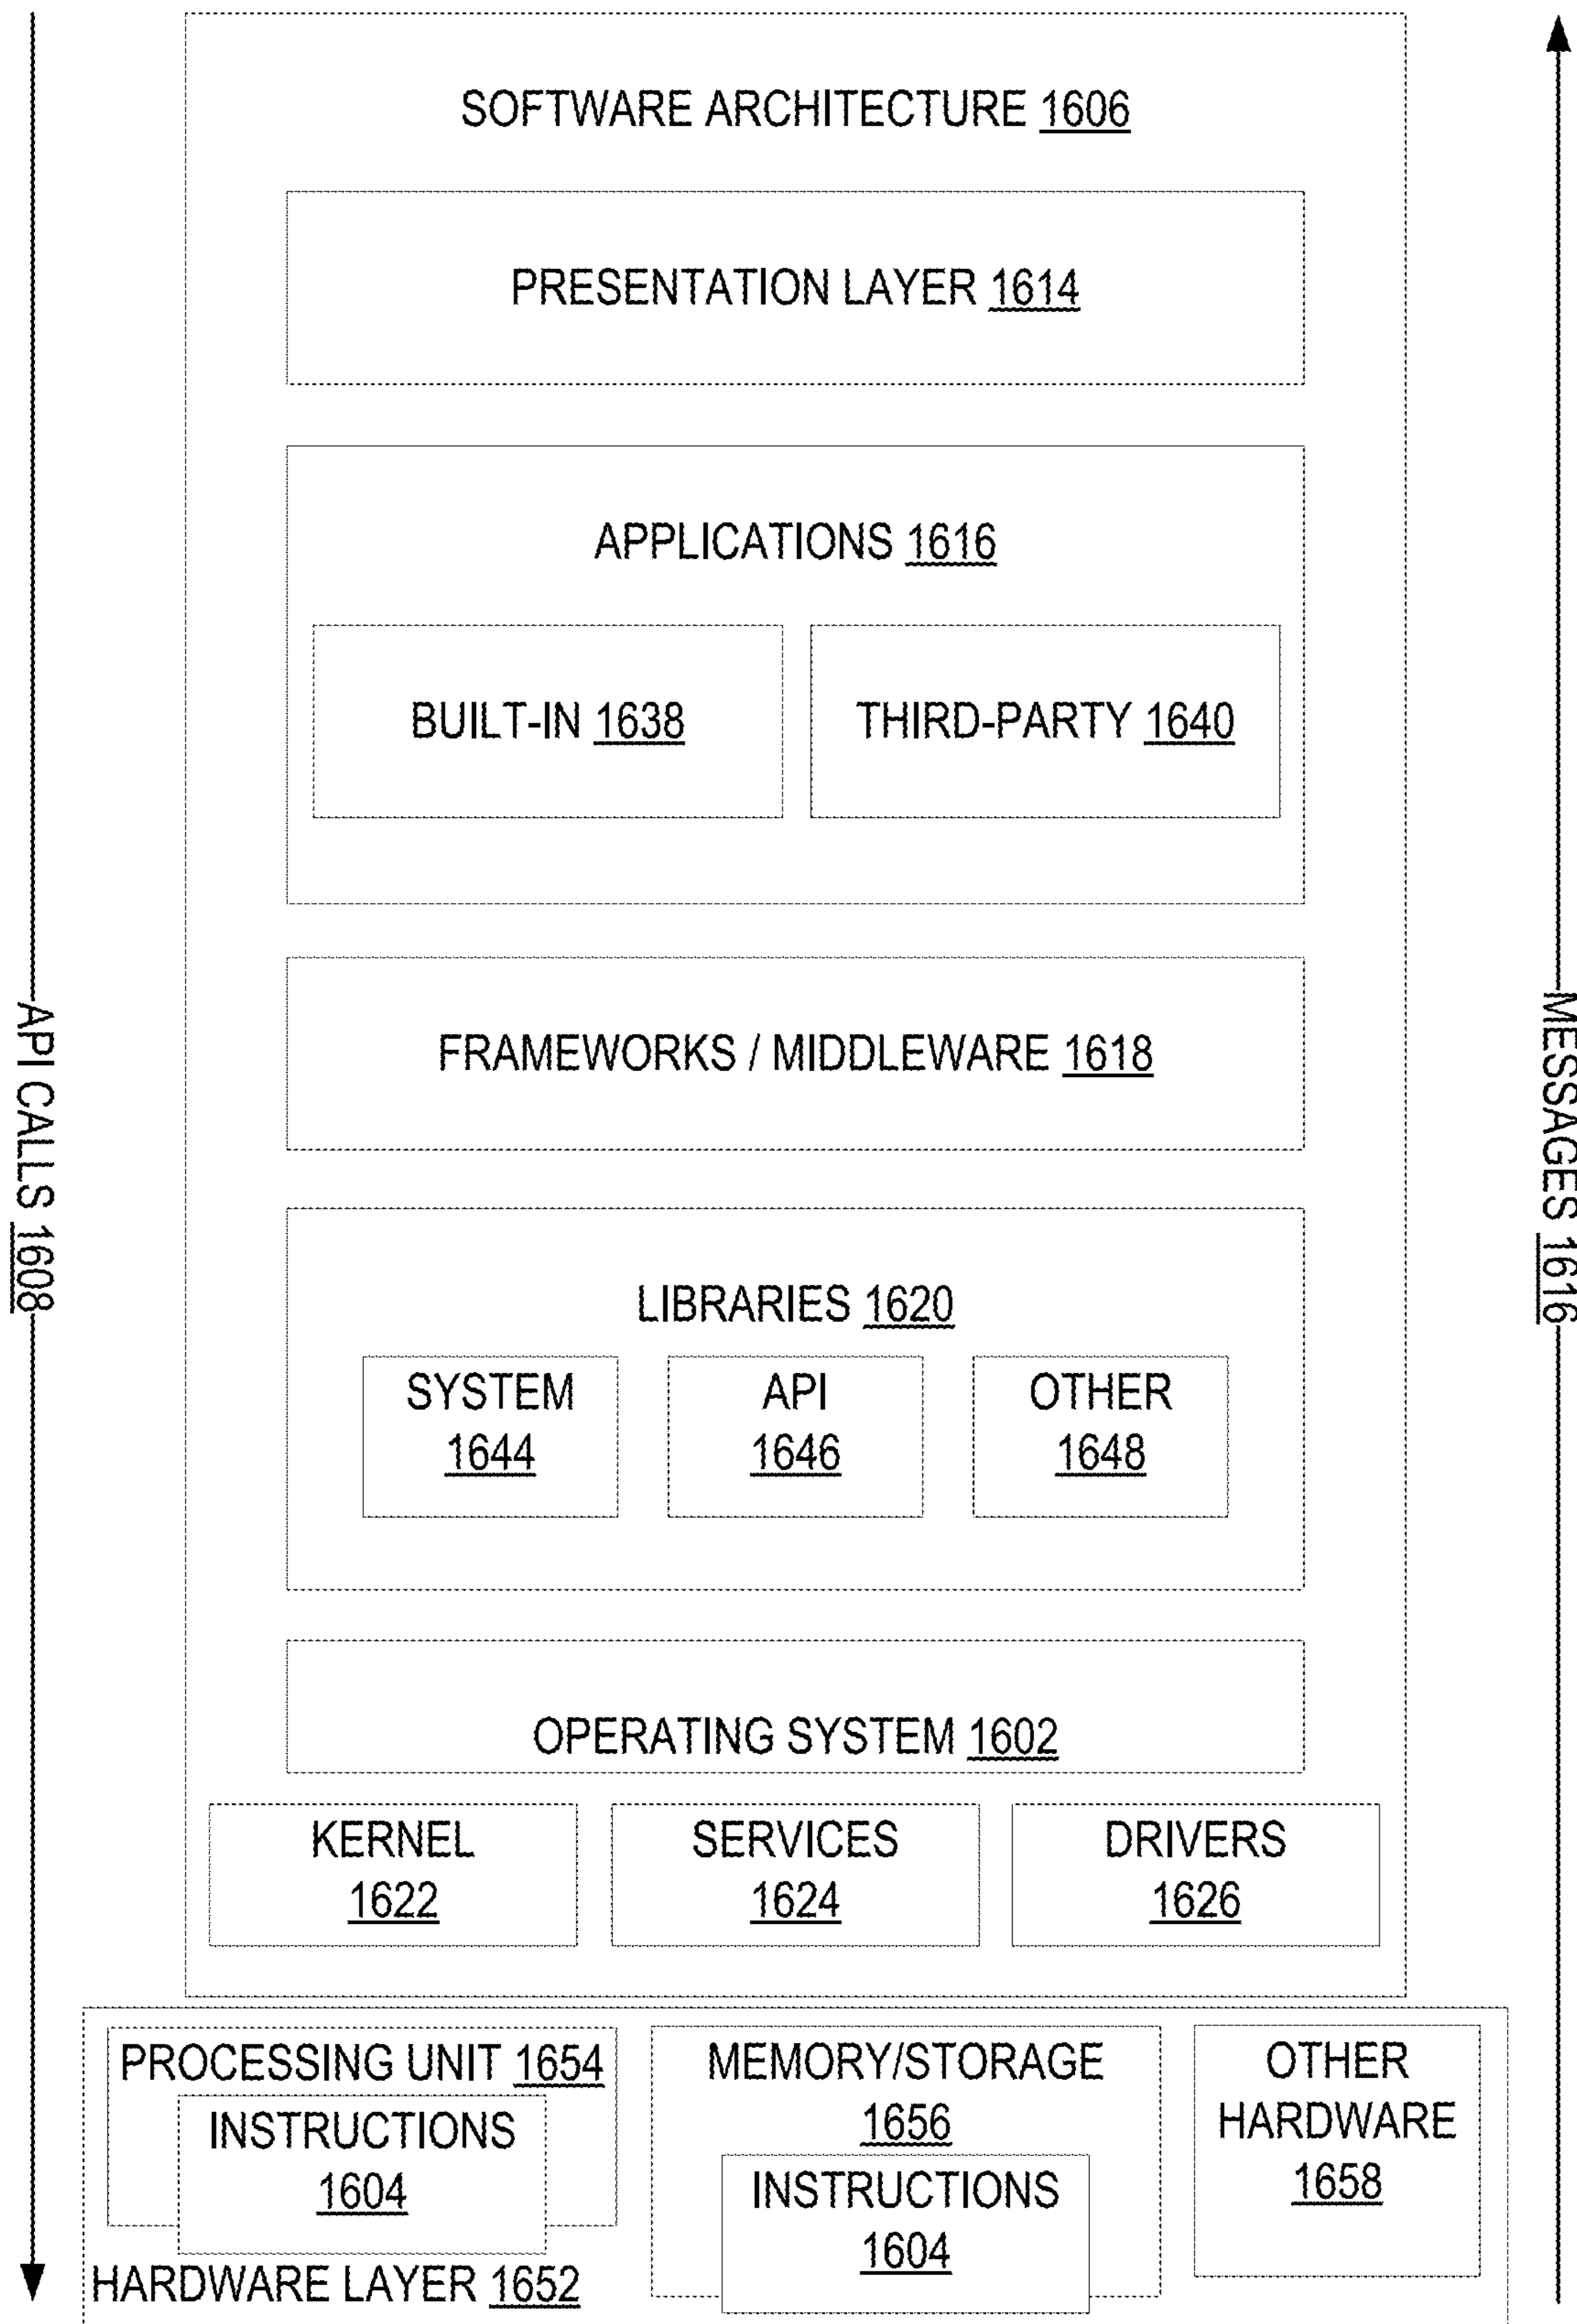 SOFTWARE ARCHITECTURE 1606
PRESENTATION LAYER 1614
APPLICATIONS 1616
BUILT-IN 1638
THIRD-PARTY 1640
FRAMEWORKS / MIDDLEWARE 1618
API CALLS 1608
MESSAGES 1616
LIBRARIES 1620
SYSTEM
1644
API
1646
OTHER
1648
OPERATING SYSTEM 1602
KERNEL
1622
SERVICES
1624
DRIVERS
1626
PROCESSING UNIT 1654
INSTRUCTIONS
1604
MEMORY/STORAGE
1656
INSTRUCTIONS
1604
OTHER
HARDWARE
1658
HARDWARE LAYER 1652